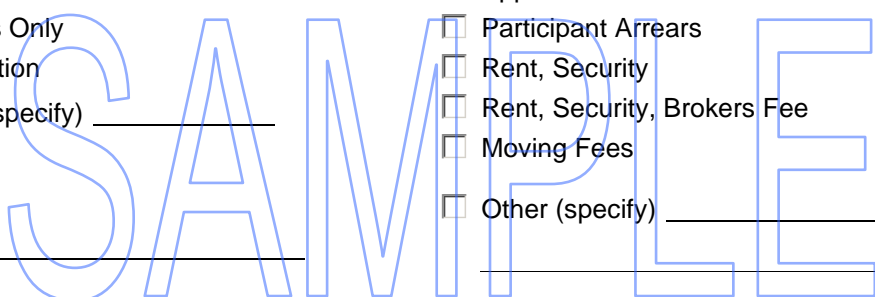 s Only
tion
specify)
Participant Arrears
Rent, Security
Rent, Security, Brokers Fee
Moving Fees
Other (specify)
SAMPLE